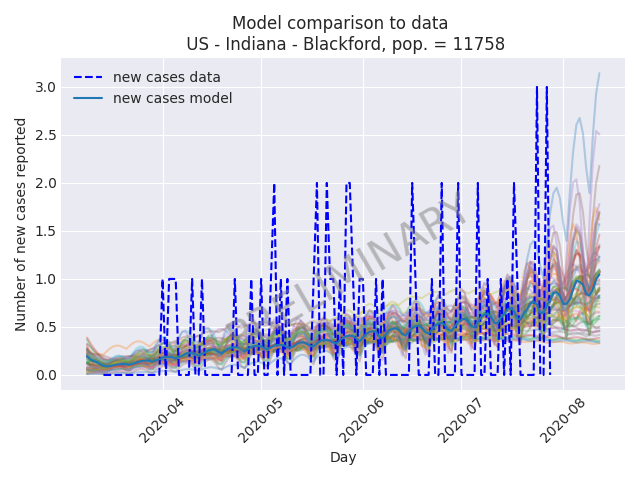 Model comparison to data
US - Indiana - Blackford, pop. = 11758
new cases data
new cases model
Number of new cases reported
3.0
2.5
2.0
1.5
1.0
0.5
0.0
PRELIMINARY
2020-04
2020-05
2020-06
2020-07
2020-08
Day